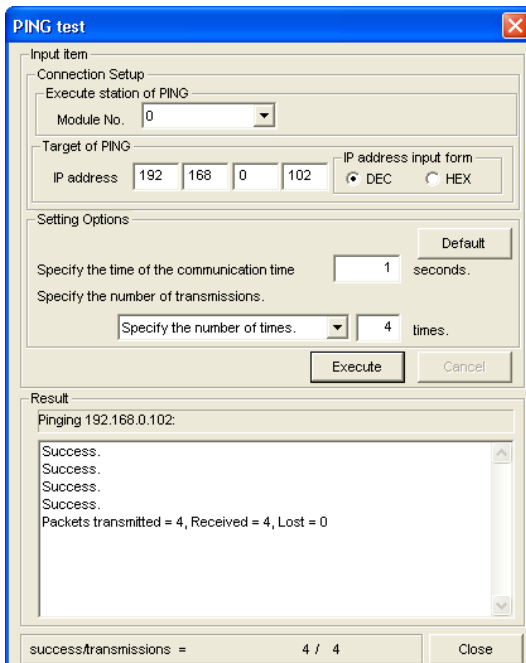 PING test
Input item
Connection Setup
Execute station of PING
Module No. 0
Target of PING
IP address input form
IP address 192 168 0 102 DEC HEX
Setting Options
Default
Specify the time of the communication time 1 seconds.
Specify the number of transmissions.
Specify the number of times. 4 times.
Execute Cancel
Result
Pinging 192.168.0.102:
Success.
Success.
Success.
Success.
Packets transmitted = 4, Received = 4, Lost = 0
success/transmissions = 4 / 4 Close